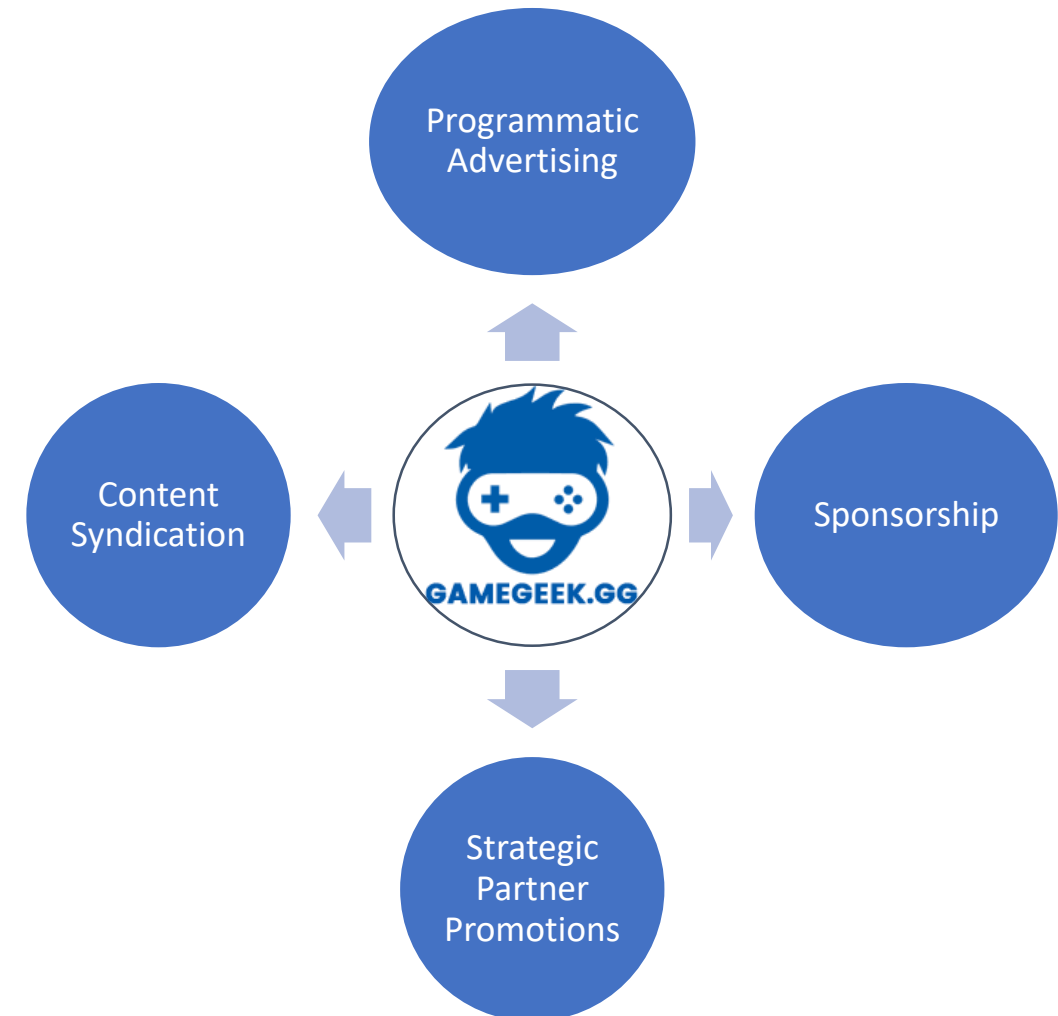 Programmatic
Advertising
Content
Syndication
GAMEGEEK.GG
Sponsorship
Strategic
Partner
Promotions